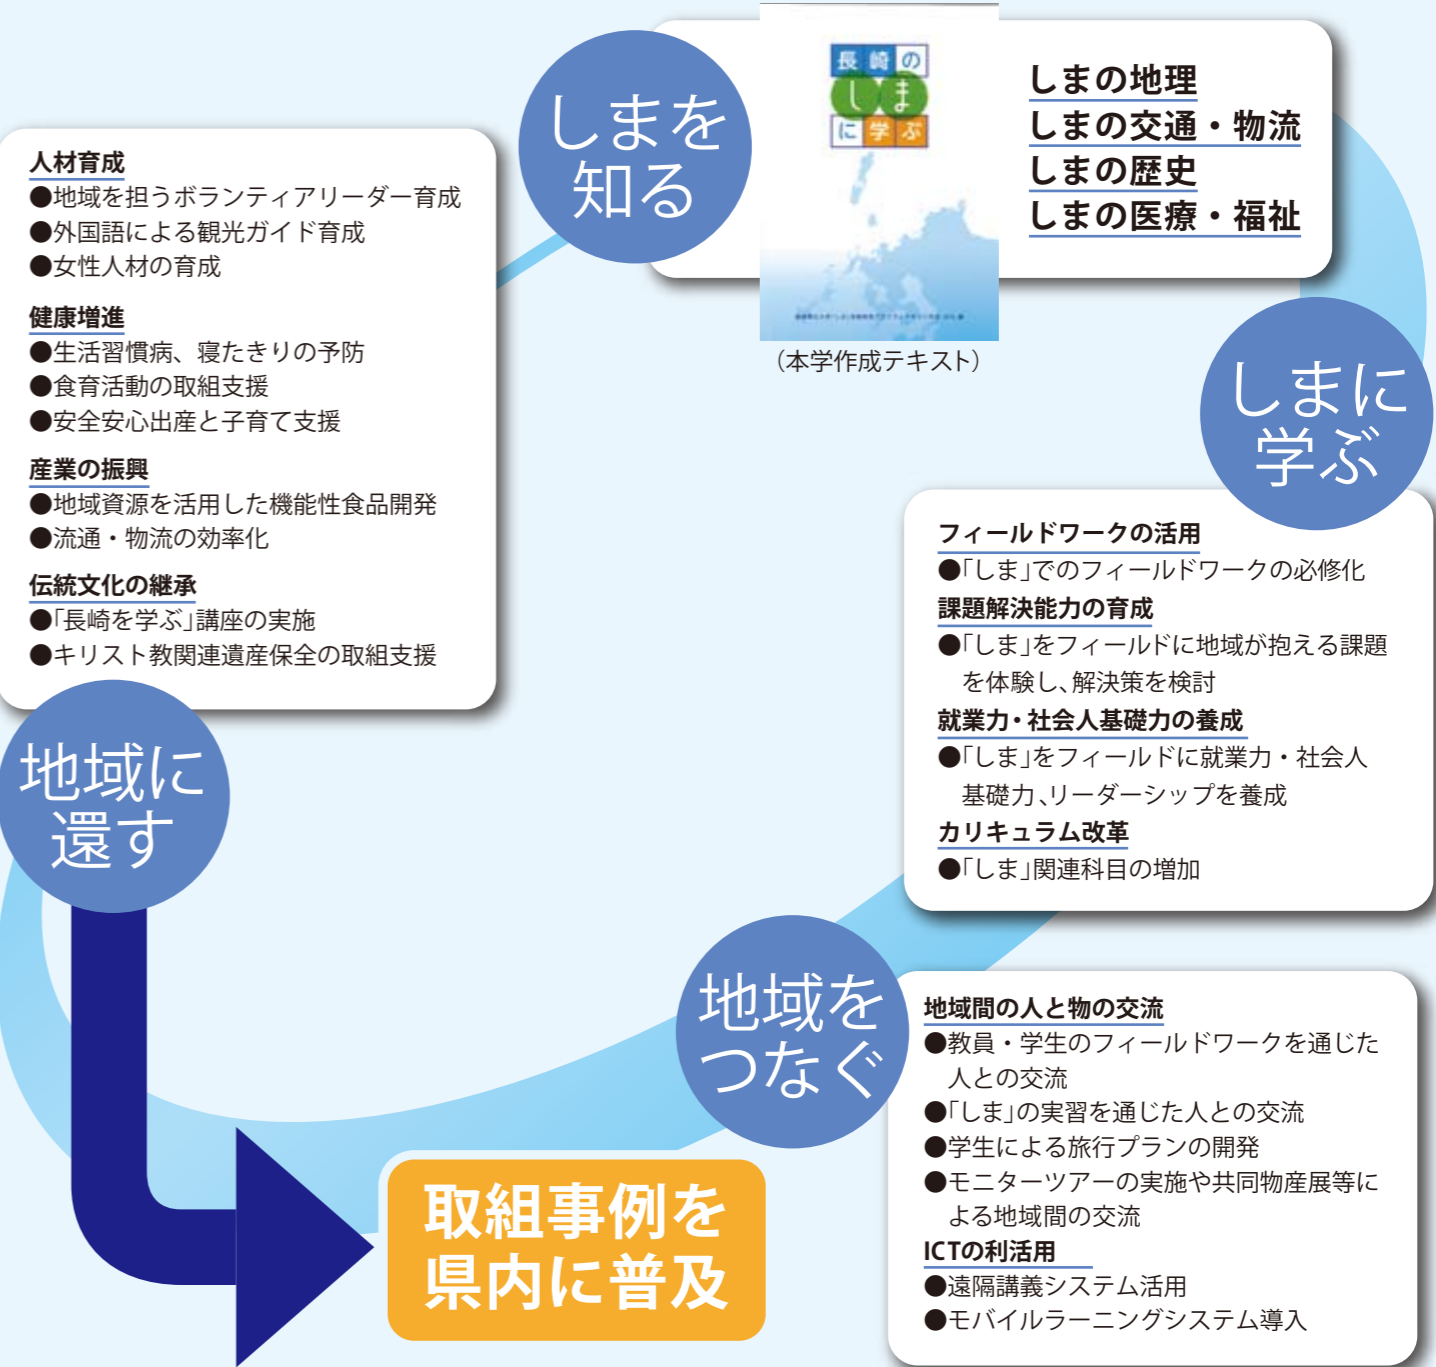 しまを
知る
長崎の
しま
に学ぶ
(本学作成テキスト)
しまの地理
しまの交通・物流
しまの歴史
しまの医療・福祉
しまに
学ぶ
フィールドワークの活用
●「しま」でのフィールドワークの必修化
課題解決能力の育成
●「しま」をフィールドに地域が抱える課題
を体験し、解決策を検討
就業力・社会人基礎力の養成
●「しま」をフィールドに就業力・社会人
基礎力、リーダーシップを養成
カリキュラム改革
●「しま」関連科目の増加
地域を
つなぐ
地域間の人と物の交流
●教員・学生のフィールドワークを通じた
人との交流
●「しま」の実習を通じた人との交流
●学生による旅行プランの開発
●モニターツアーの実施や共同物産展等に
よる地域間の交流
ICTの利活用
●遠隔講義システム活用
●モバイルラーニングシステム導入
人材育成
●地域を担うボランティアリーダー育成
●外国語による観光ガイド育成
●女性人材の育成
健康増進
●生活習慣病、寝たきりの予防
●食育活動の取組支援
●安全安心出産と子育て支援
産業の振興
●地域資源を活用した機能性食品開発
●流通・物流の効率化
伝統文化の継承
●「長崎を学ぶ」講座の実施
●キリスト教関連遺産保全の取組支援
地域に
還す
取組事例を
県内に普及